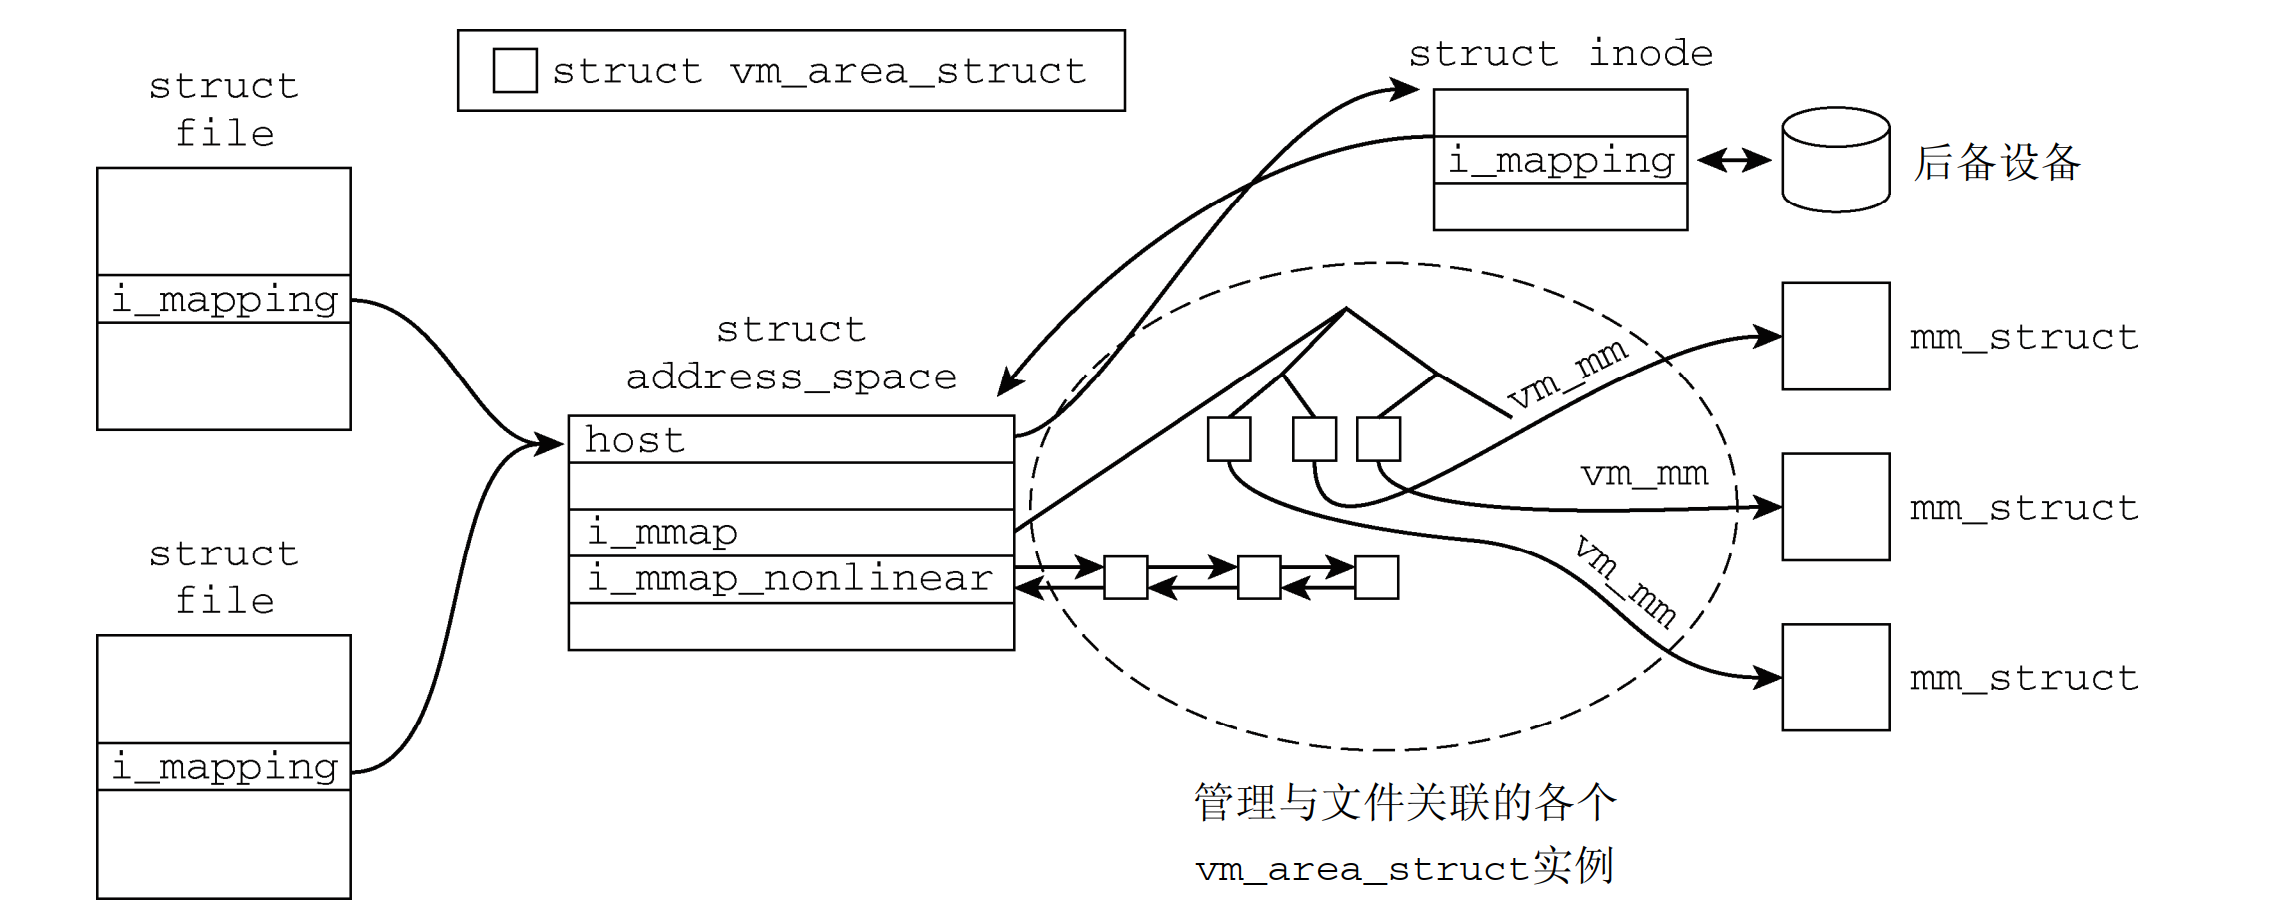 struct vm_area_struct
struct
file
i_mapping
struct
file
i_mapping
struct
address_space
host
i_mmap
i_mmap_nonlinear
struct inode
i_mapping
后备设备
vm_mm
vm_mm
vm_mm
mm_struct
mm_struct
mm_struct
管理与文件关联的各个
vm_area_struct实例